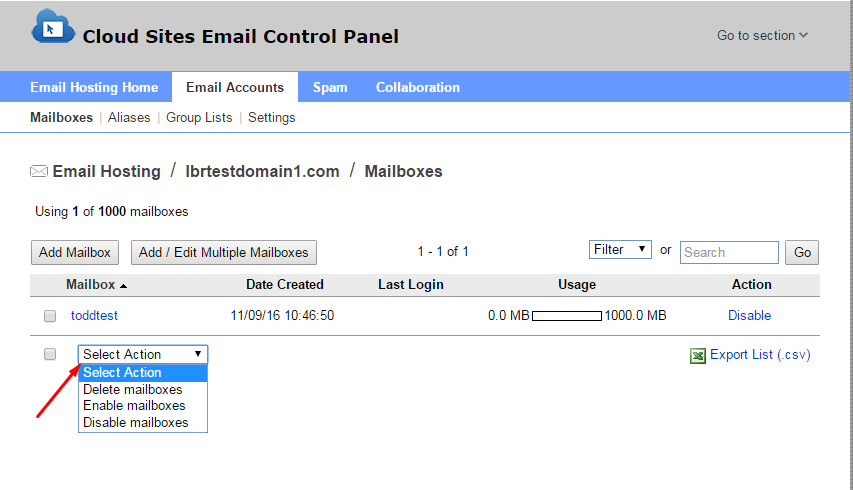 Cloud Sites Email Control Panel
Go to section
Email Hosting Home Email Accounts Spam Collaboration
Mailboxes | Aliases | Group Lists | Settings
Email Hosting / lbrtestdomain1.com / Mailboxes
Using 1 of 1000 mailboxes
Add Mailbox Add / Edit Multiple Mailboxes 1 - 1 of 1 Filter or Search Go
Mailbox Date Created Last Login Usage Action
toddtest 11/09/16 10:46:50 0.0 MB 1000.0 MB Disable
Select Action Export List (.csv)
Select Action
Delete mailboxes
Enable mailboxes
Disable mailboxes